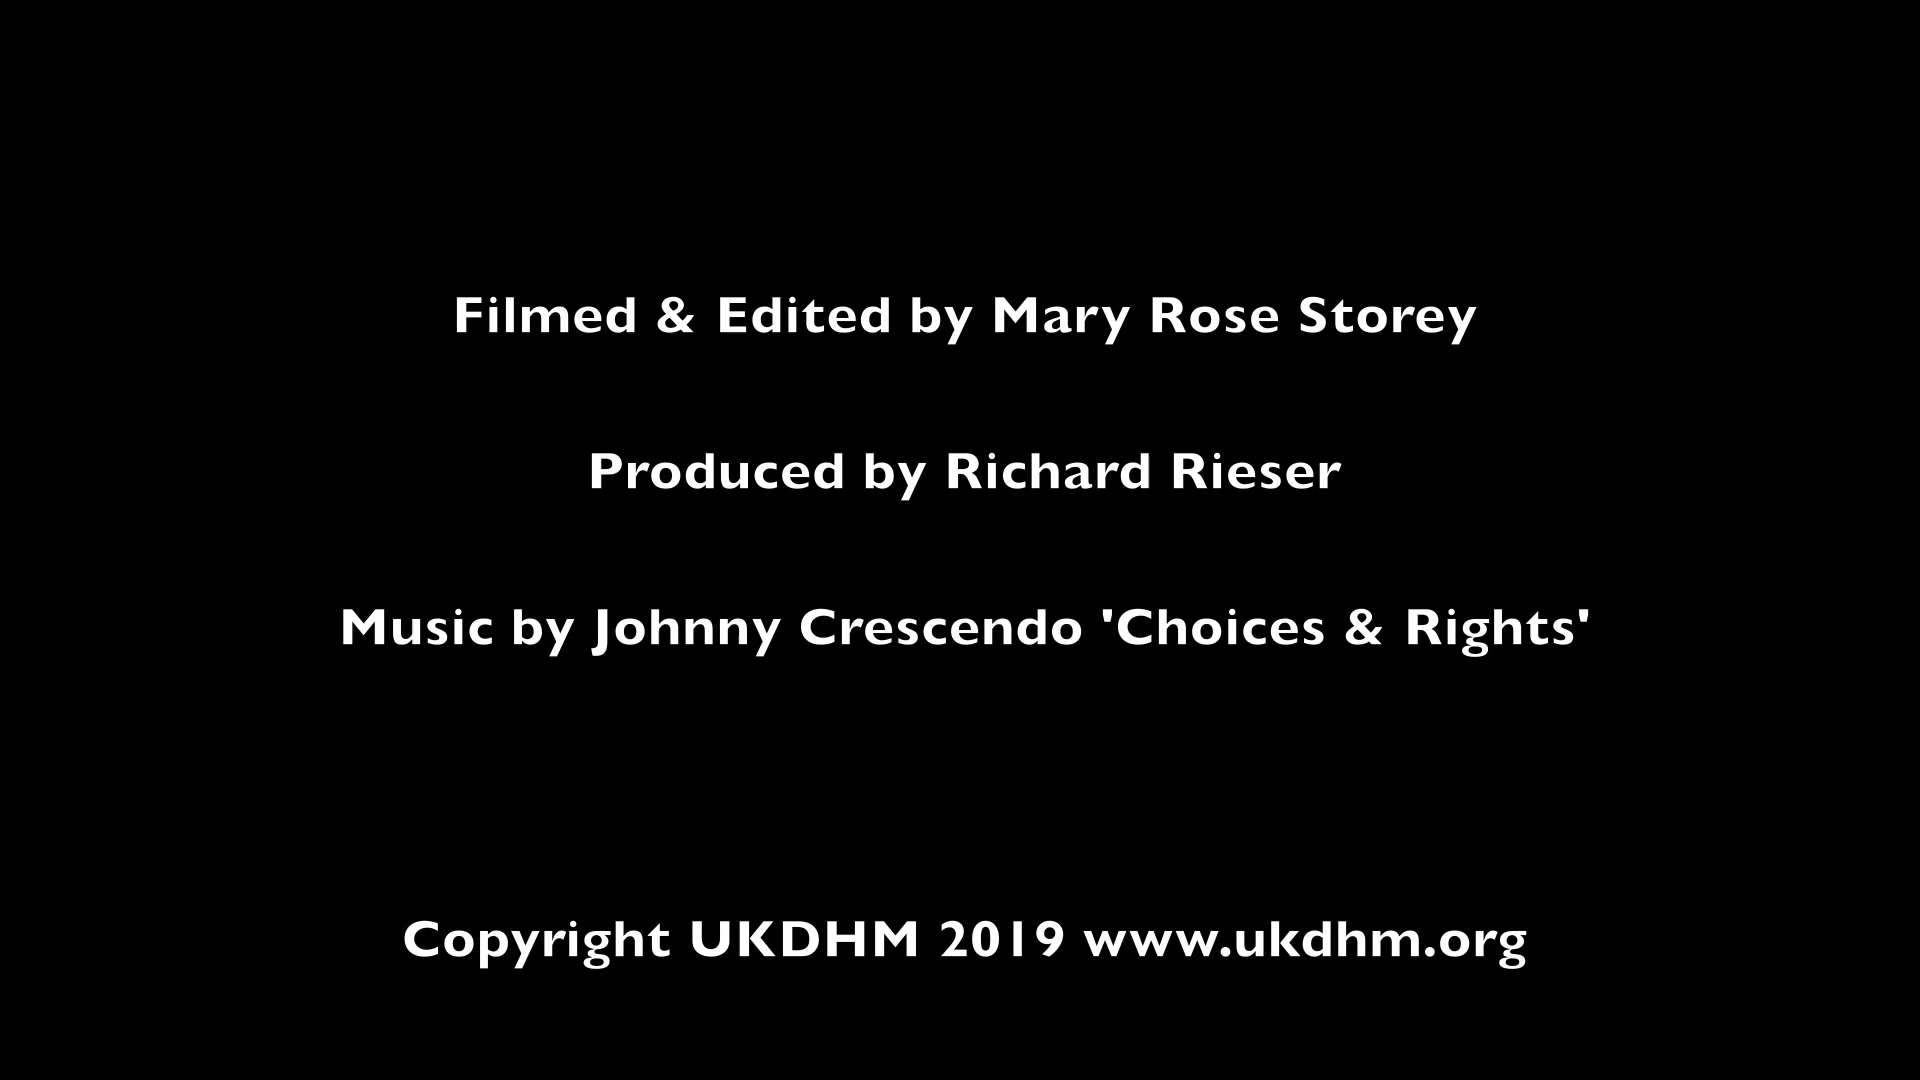 Filmed & Edited by Mary Rose Storey
Produced by Richard Rieser
Music by Johnny Crescendo 'Choices & Rights'
Copyright UKDHM 2019 www.ukdhm.org